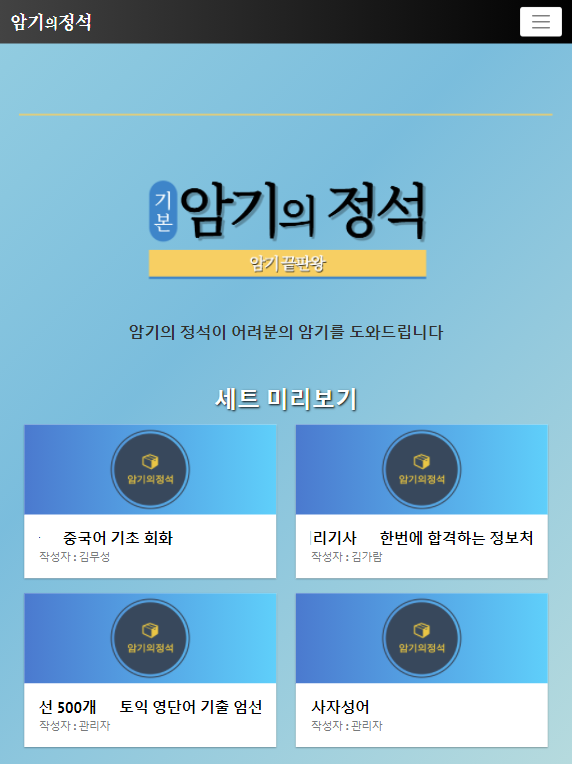 암기의정석
기본
암기의 정석
암기 끝판왕
암기의 정석이 어려분의 암기를 도와드립니다
세트 미리보기
암기의정석
암기의정석
중국어 기초 회화
리기사 한번에 합격하는 정보처
작성자 : 김무성
작성자 : 김가람
암기의정석
암기의정석
선 500개 토익 영단어 기출 엄선
사자성어
작성자 : 관리자
작성자 : 관리자